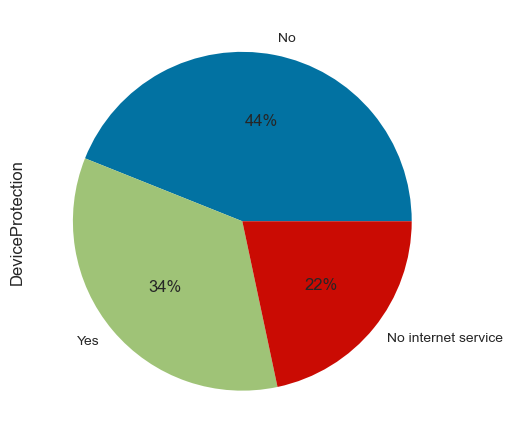 No
44%
DeviceProtection
34%
22%
Yes
No internet service